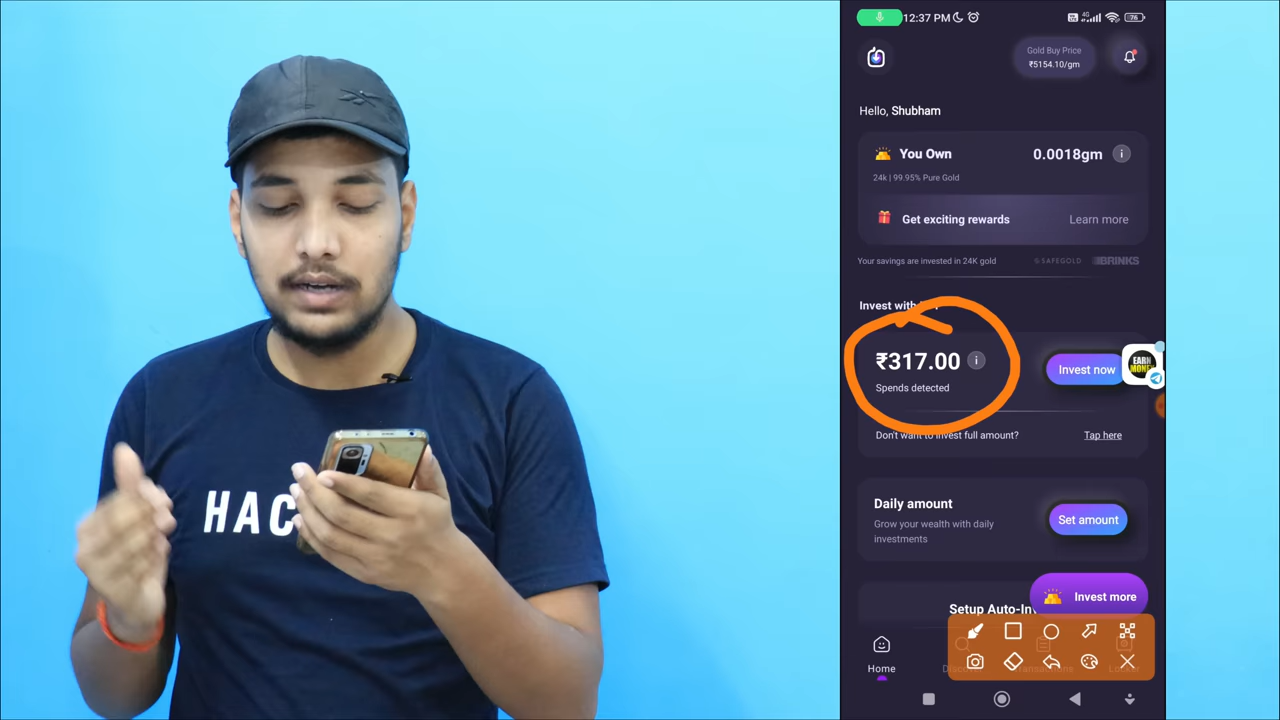 12:37 PM
4G
76
Gold Buy Price
₹5154.10/gm
Hello, Shubham
You Own
0.0018gm
i
24k | 99.95% Pure Gold
Get exciting rewards
Learn more
Your savings are invested in 24K gold
SAFEGOLD
BRINKS
Invest with
₹317.00
i
Spends detected
Invest now
EARN
MONEY
Don't want to invest full amount?
Tap here
Daily amount
Grow your wealth with daily
investments
Set amount
HAC
Invest more
Setup Auto-In
Home